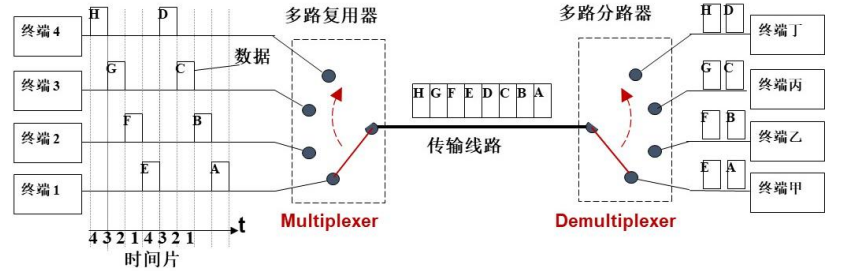 多路复用器
多路分路器
终端4
H
D
数据
H
D
终端丁
终端3
G
C
H G F E D C B A
G
C
终端丙
终端2
F
B
传输线路
F
B
终端乙
终端1
E
A
E
A
终端甲
Multiplexer
Demultiplexer
t
4 3 2 1 4 3 2 1
时间片